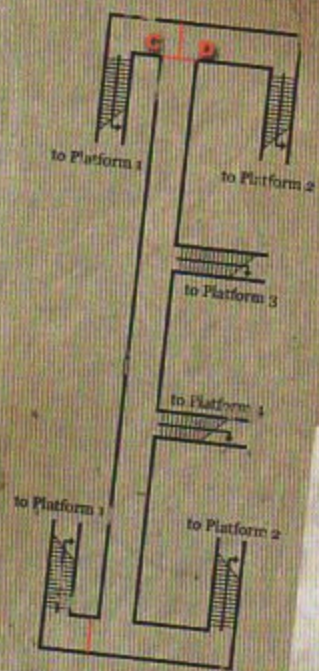 C D
to Platform 1
to Platform 2
to Platform 3
to Platform 4
to Platform 1
to Platform 2